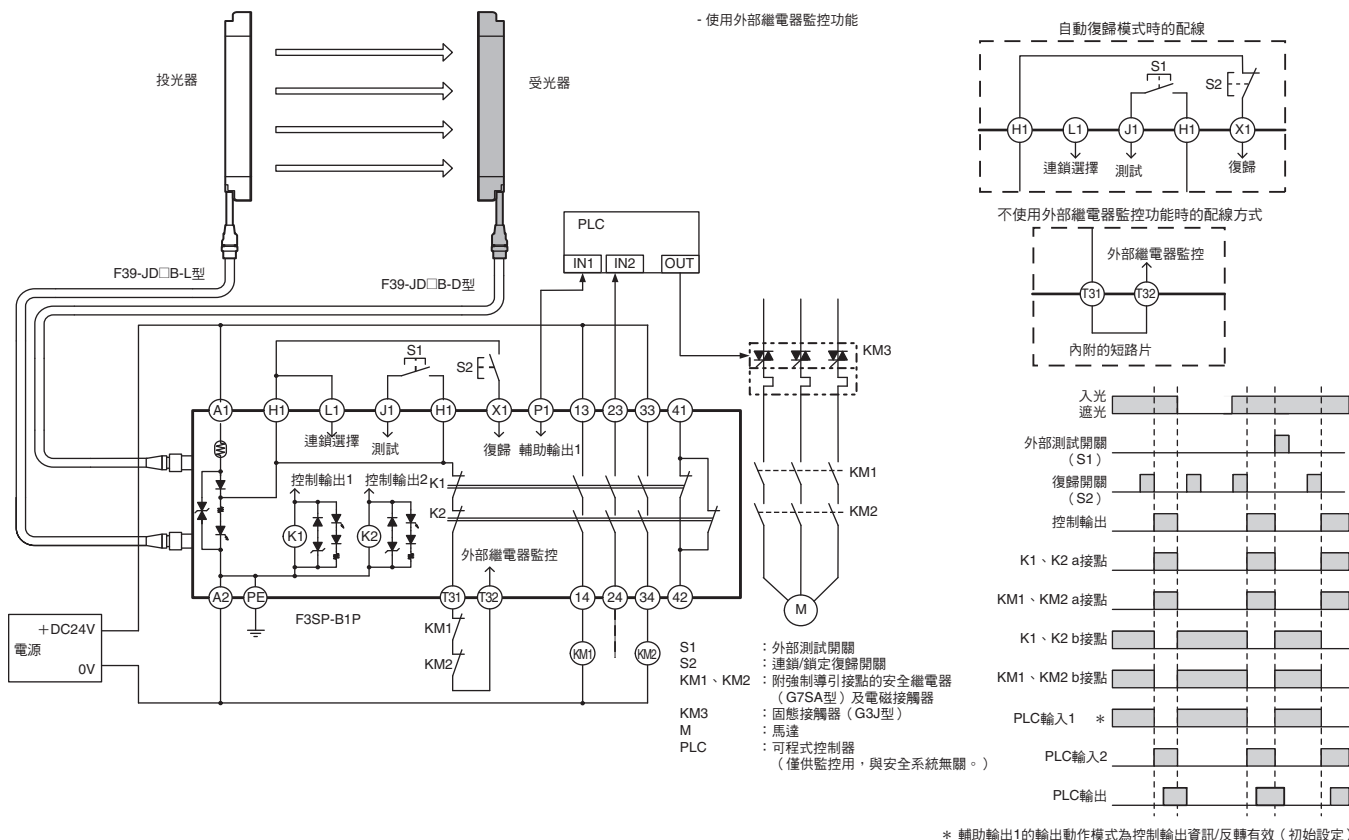 - 使用外部繼電器監控功能
投光器
受光器
F39-JD□B-L型
F39-JD□B-D型
PLC
IN1 IN2 OUT
KM3
S1
S2
A1 H1 L1 J1 H1 X1 P1 13 23 33 41
連鎖選擇 測試 復歸 輔助輸出1
控制輸出1 控制輸出2
K1
K2
K1 K2
外部繼電器監控
A2 PE T31 T32 14 24 34 42
F3SP-B1P
KM1
KM2
KM1 KM2
KM1
KM2
M
+DC24V
電源
0V
S1 :外部測試開關
S2 :連鎖/鎖定復歸開關
KM1、KM2 :附強制導引接點的安全繼電器
(G7SA型)及電磁接觸器
KM3 :固態接觸器(G3J型)
M :馬達
PLC :可程式控制器
(僅供監控用,與安全系統無關。)
自動復歸模式時的配線
S1
S2
H1 L1 J1 H1 X1
連鎖選擇 測試 復歸
不使用外部繼電器監控功能時的配線方式
外部繼電器監控
T31 T32
內附的短路片
入光
遮光
外部測試開關
(S1)
復歸開關
(S2)
控制輸出
K1、K2 a接點
KM1、KM2 a接點
K1、K2 b接點
KM1、KM2 b接點
PLC輸入1 *
PLC輸入2
PLC輸出
* 輔助輸出1的輸出動作模式為控制輸出資訊/反轉有效(初始設定)